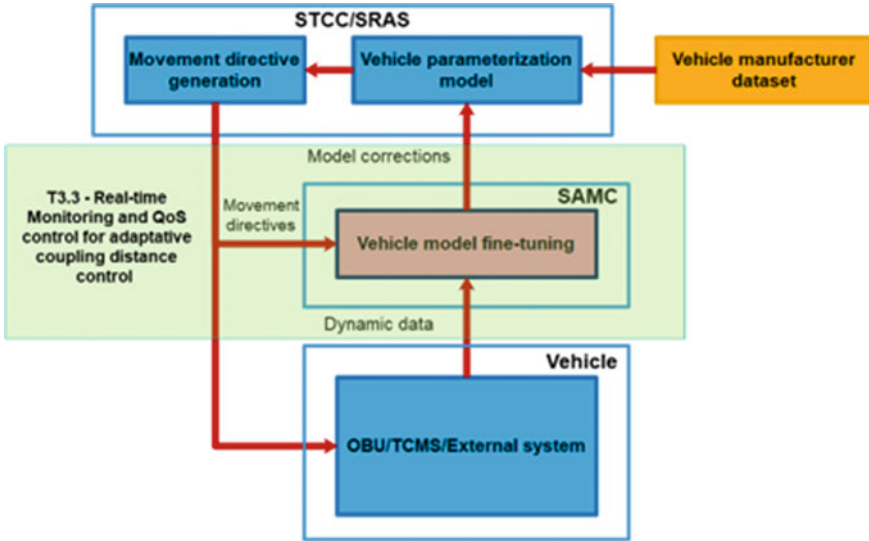 STCC/SRAS
Movement directive
generation
Vehicle parameterization
model
Vehicle manufacturer
dataset
Model corrections
T3.3 - Real-time
Monitoring and QoS
control for adaptative
coupling distance
control
Movement
directives
SAMC
Vehicle model fine-tuning
Dynamic data
Vehicle
OBU/TCMS/External system